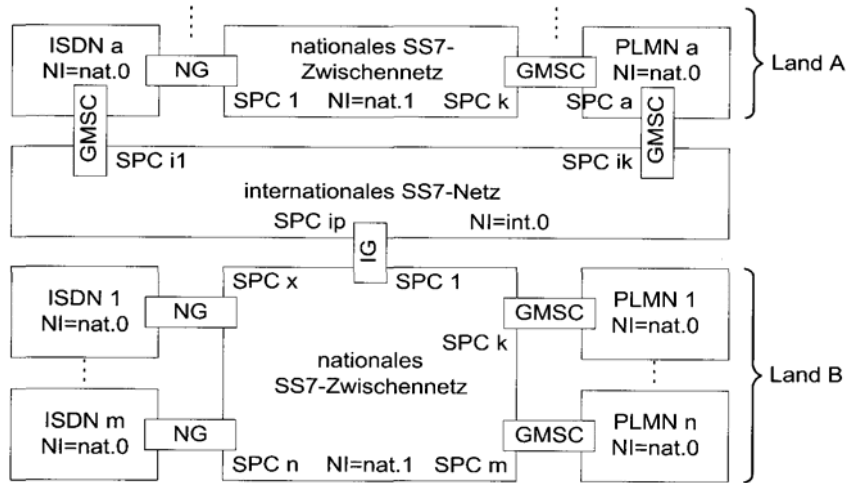 ISDN a
NI=nat.0
NG
nationales SS7-
Zwischennetz
SPC 1 NI=nat.1 SPC k
GMSC
PLMN a
NI=nat.0
SPC a
Land A
GMSC
SPC i1
SPC ik
GMSC
internationales SS7-Netz
SPC ip NI=int.0
IG
ISDN 1
NI=nat.0
NG
SPC x SPC 1
SPC k
GMSC
PLMN 1
NI=nat.0
nationales
SS7-Zwischennetz
Land B
ISDN m
NI=nat.0
NG
SPC n NI=nat.1 SPC m
GMSC
PLMN n
NI=nat.0